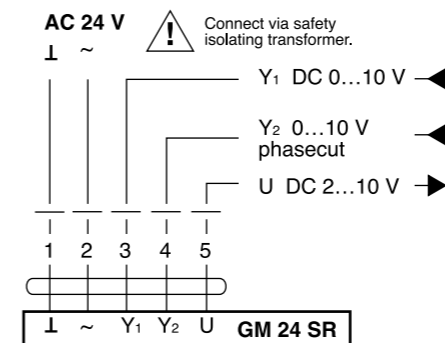 AC 24 V
Connect via safety
isolating transformer.
!
⊥ ~
Y₁ DC 0…10 V
Y₂ 0…10 V
phasecut
U DC 2…10 V
1 2 3 4 5
⊥ ~ Y₁ Y₂ U GM 24 SR